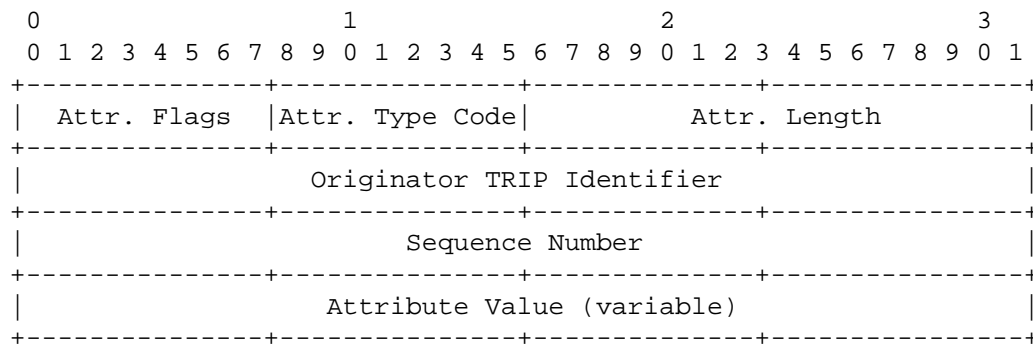 0                   1                   2                   3
0 1 2 3 4 5 6 7 8 9 0 1 2 3 4 5 6 7 8 9 0 1 2 3 4 5 6 7 8 9 0 1
+---------------+---------------+--------------+----------------+
|  Attr. Flags  |Attr. Type Code|          Attr. Length         |
+---------------+---------------+--------------+----------------+
|                  Originator TRIP Identifier                   |
+---------------+---------------+--------------+----------------+
|                        Sequence Number                        |
+---------------+---------------+--------------+----------------+
|                   Attribute Value (variable)                  |
+---------------+---------------+--------------+----------------+